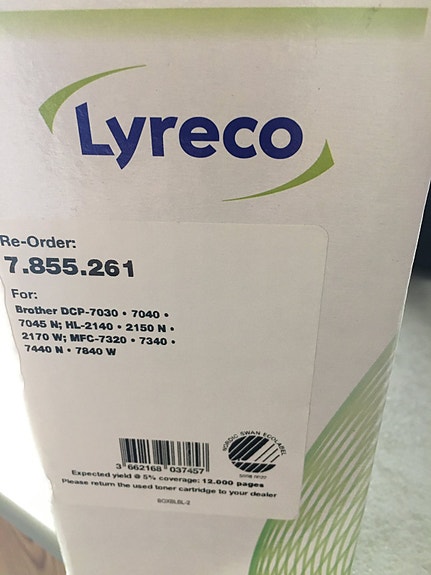 Lyreco
Re-Order:
7.855.261
For:
Brother DCP-7030 • 7040 •
7045 N; HL-2140 • 2150 N •
2170 W; MFC-7320 • 7340 •
7440 N • 7840 W
NORDIC SWAN ECOLABEL
3 662168 037457
Expected yield @ 5% coverage: 12.000 pages
Please return the used toner cartridge to your dealer